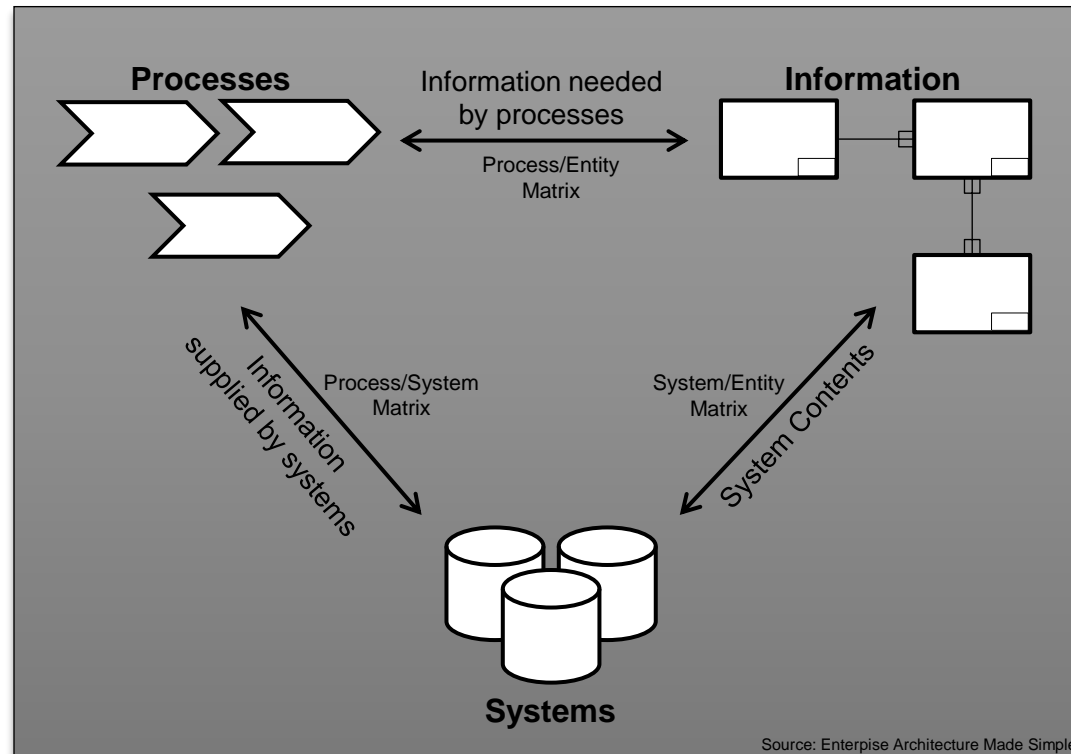 Processes
Information needed
by processes
Process/Entity
Matrix
Information
Information
supplied by systems
Process/System
Matrix
System/Entity
Matrix
System Contents
Systems
Source: Enterpise Architecture Made Simple